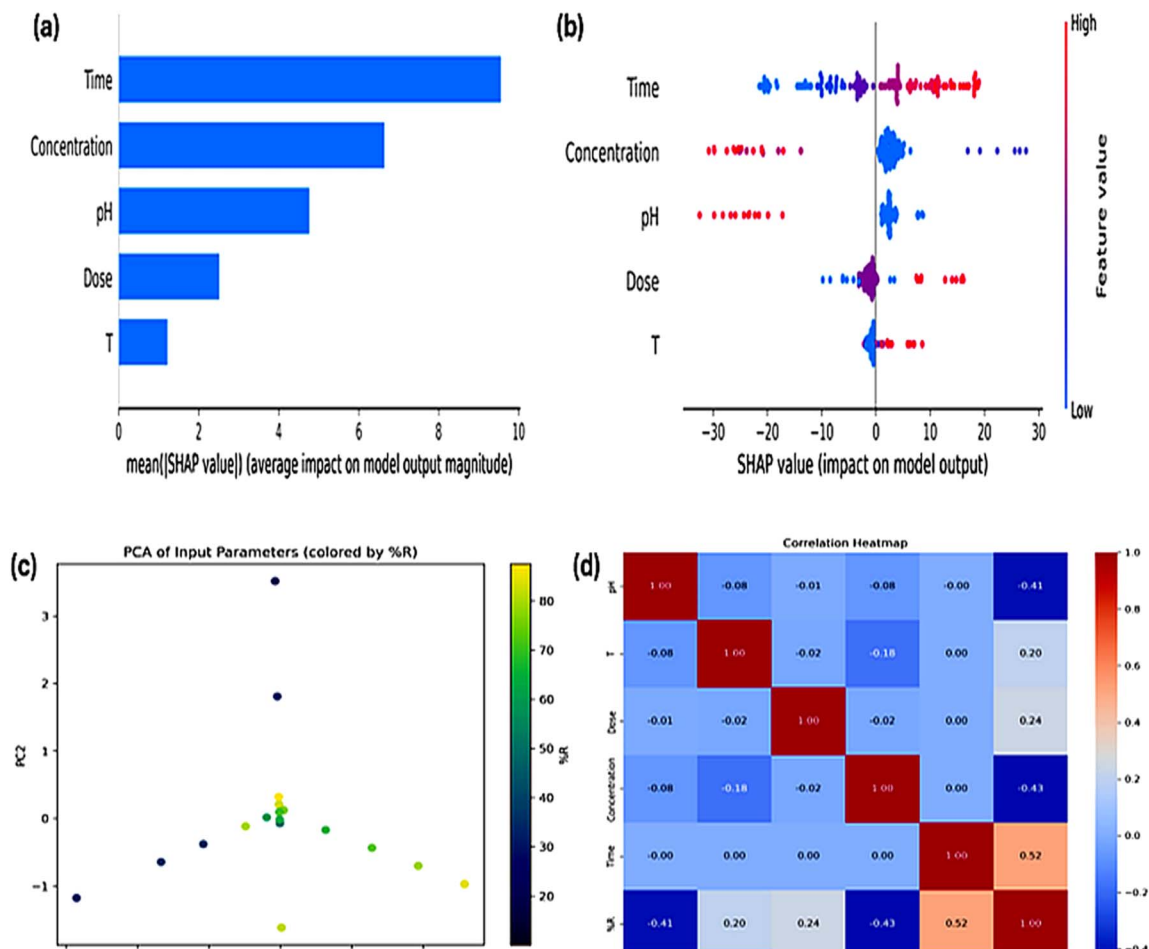 (a)
Time
Concentration
pH
Dose
T
0 2 4 6 8 10
mean(|SHAP value|) (average impact on model output magnitude)
(b)
High
Time
Concentration
pH
Dose
T
Feature value
Low
−30 −20 −10 0 10 20 30
SHAP value (impact on model output)
(c)
PCA of Input Parameters (colored by %R)
3
2
1
0
−1
PC2
80
70
60
50
40
30
20
%R
(d)
Correlation Heatmap
pH 1.00 -0.08 -0.01 -0.08 -0.00 -0.41
T -0.08 1.00 -0.02 -0.18 0.00 0.20
Dose -0.01 -0.02 1.00 -0.02 0.00 0.24
Concentration -0.08 -0.18 -0.02 1.00 0.00 -0.43
Time -0.00 0.00 0.00 0.00 1.00 0.52
%R -0.41 0.20 0.24 -0.43 0.52 1.00
1.0
0.8
0.6
0.4
0.2
0.0
−0.2
−0.4